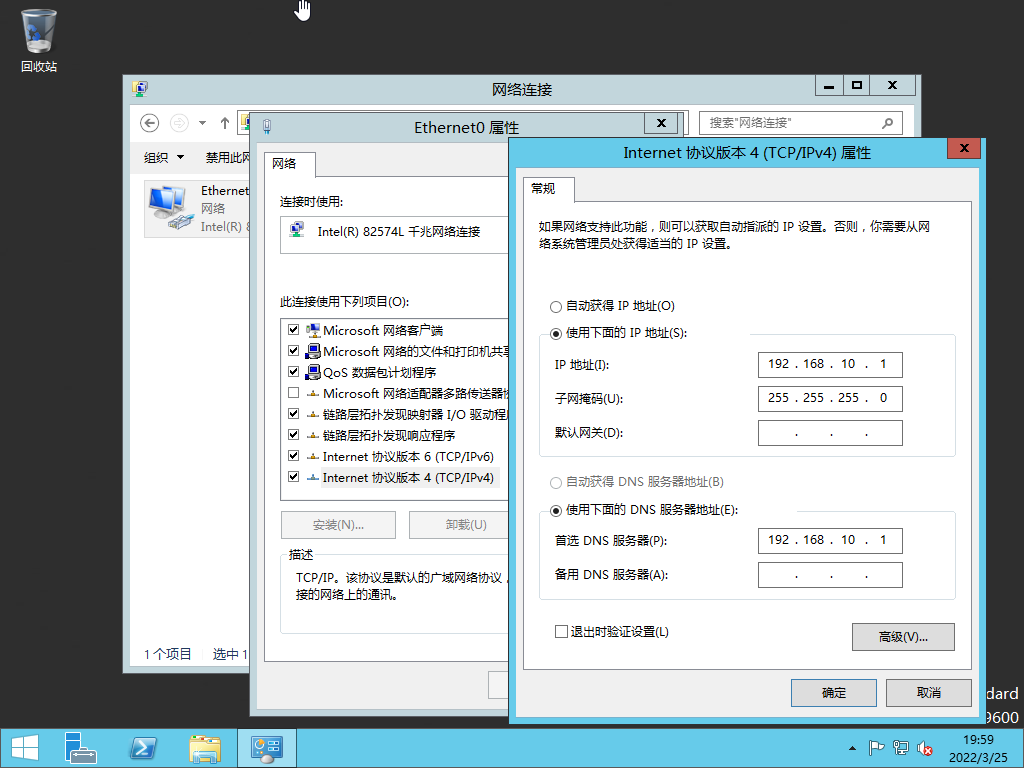 回收站
网络连接
搜索"网络连接"
组织
禁用此网
Ethernet
网络
Intel(R) 8
1 个项目 选中 1
Ethernet0 属性
网络
连接时使用:
Intel(R) 82574L 千兆网络连接
此连接使用下列项目(O):
Microsoft 网络客户端
Microsoft 网络的文件和打印机共享
QoS 数据包计划程序
Microsoft 网络适配器多路传送器协
链路层拓扑发现映射器 I/O 驱动程序
链路层拓扑发现响应程序
Internet 协议版本 6 (TCP/IPv6)
Internet 协议版本 4 (TCP/IPv4)
安装(N)...
卸载(U)
描述
TCP/IP。该协议是默认的广域网络协议，
接的网络上的通讯。
Internet 协议版本 4 (TCP/IPv4) 属性
常规
如果网络支持此功能，则可以获取自动指派的 IP 设置。否则，你需要从网
络系统管理员处获得适当的 IP 设置。
自动获得 IP 地址(O)
使用下面的 IP 地址(S):
IP 地址(I): 192 . 168 . 10 . 1
子网掩码(U): 255 . 255 . 255 . 0
默认网关(D): . . .
自动获得 DNS 服务器地址(B)
使用下面的 DNS 服务器地址(E):
首选 DNS 服务器(P): 192 . 168 . 10 . 1
备用 DNS 服务器(A): . . .
退出时验证设置(L)
高级(V)...
确定
取消
dard
9600
19:59
2022/3/25